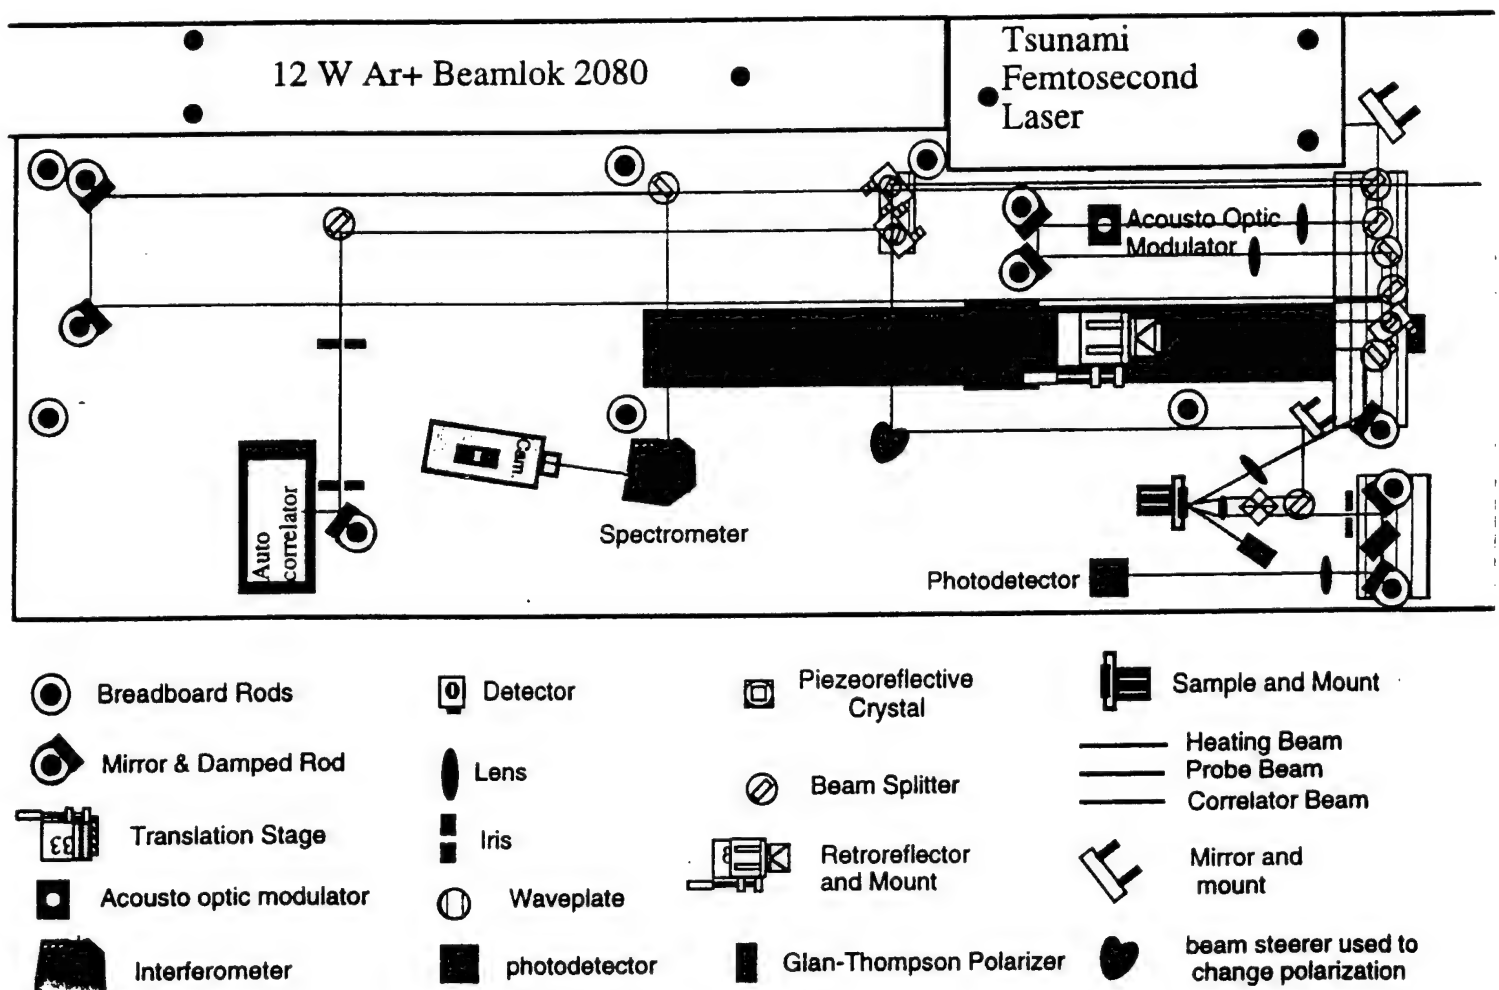 12 W Ar+ Beamlok 2080
Tsunami
Femtosecond
Laser
Acousto Optic
Modulator
Cam.
Auto
correlator
Spectrometer
Photodetector
Breadboard Rods
Detector
Piezeoreflective
Crystal
Sample and Mount
Mirror & Damped Rod
Lens
Beam Splitter
Heating Beam
Probe Beam
Correlator Beam
Translation Stage
Iris
Retroreflector
and Mount
Mirror and
mount
Acousto optic modulator
Waveplate
Interferometer
photodetector
Glan-Thompson Polarizer
beam steerer used to
change polarization